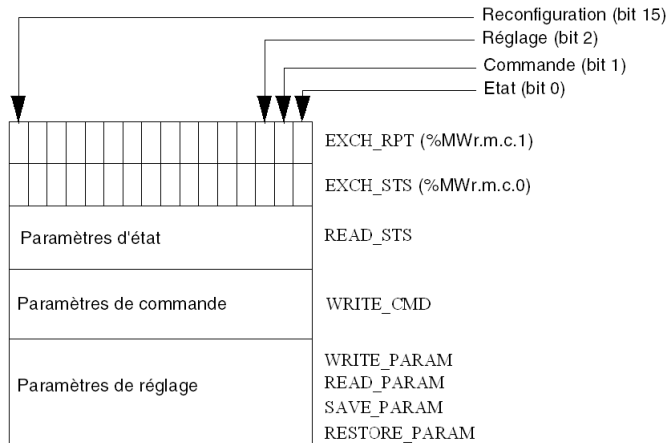 Reconfiguration (bit 15)
Réglage (bit 2)
Commande (bit 1)
Etat (bit 0)
EXCH_RPT (%MWr.m.c.1)
EXCH_STS (%MWr.m.c.0)
Paramètres d'état READ_STS
Paramètres de commande WRITE_CMD
WRITE_PARAM
Paramètres de réglage READ_PARAM
SAVE_PARAM
RESTORE_PARAM